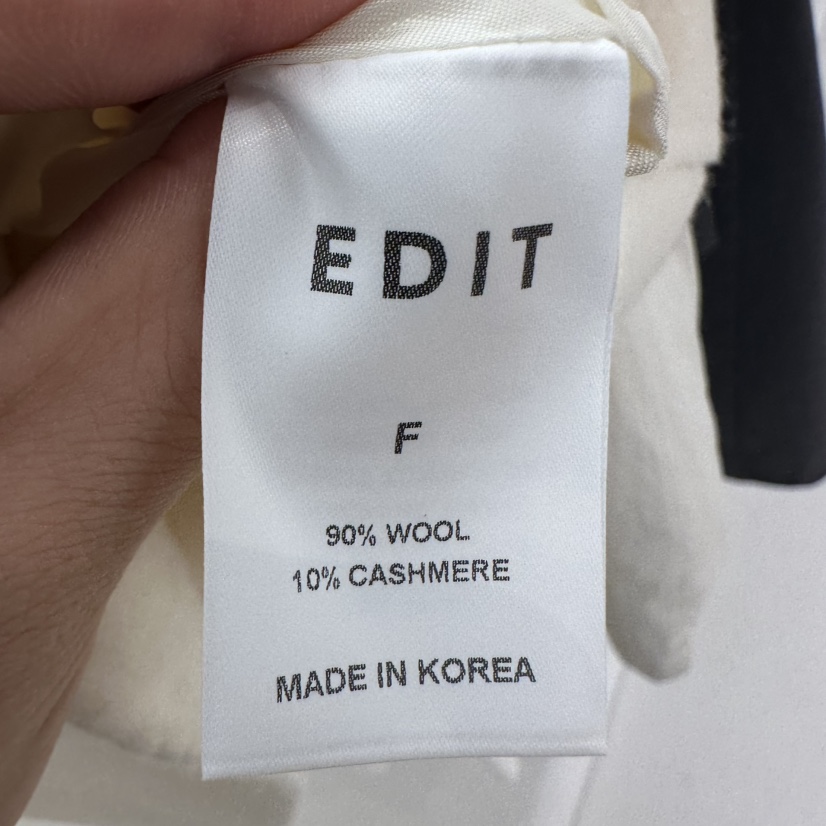 EDIT
F
90% WOOL
10% CASHMERE
MADE IN KOREA